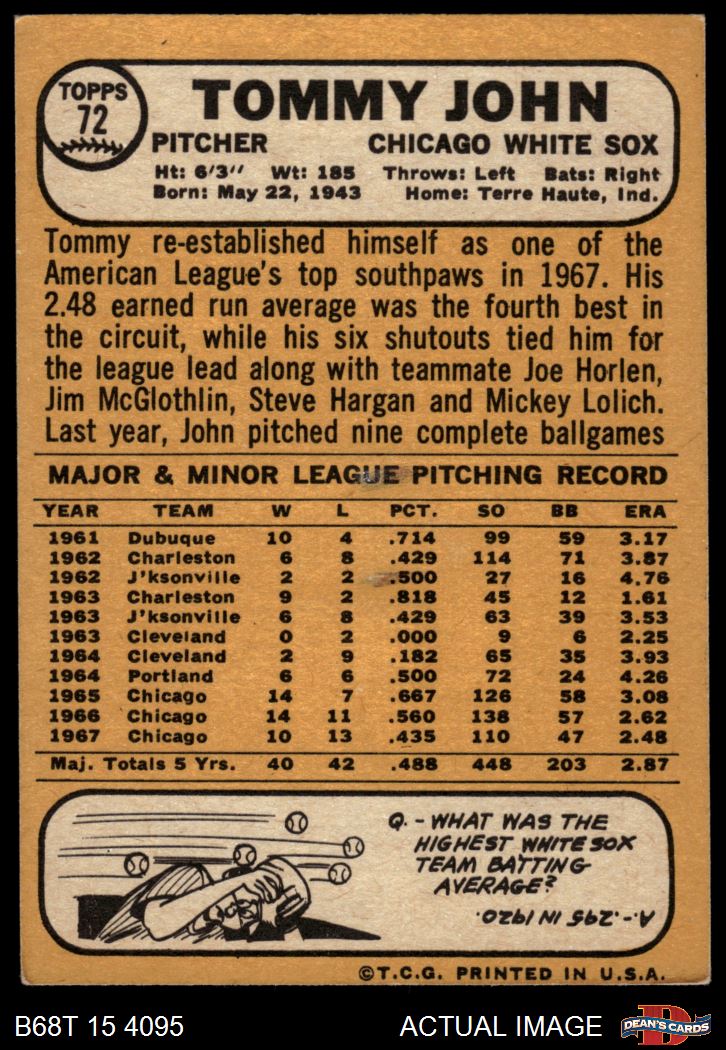 TOPPS
72
TOMMY JOHN
PITCHER CHICAGO WHITE SOX
Ht: 6'3" Wt: 185 Throws: Left Bats: Right
Born: May 22, 1943 Home: Terre Haute, Ind.
Tommy re-established himself as one of the
American League's top southpaws in 1967. His
2.48 earned run average was the fourth best in
the circuit, while his six shutouts tied him for
the league lead along with teammate Joe Horlen,
Jim McGlothlin, Steve Hargan and Mickey Lolich.
Last year, John pitched nine complete ballgames
MAJOR & MINOR LEAGUE PITCHING RECORD
YEAR TEAM W L PCT. SO BB ERA
1961 Dubuque 10 4 .714 99 59 3.17
1962 Charleston 6 8 .429 114 71 3.87
1962 J'ksonville 2 2 .500 27 16 4.76
1963 Charleston 9 2 .818 45 12 1.61
1963 J'ksonville 6 8 .429 63 39 3.53
1963 Cleveland 0 2 .000 9 6 2.25
1964 Cleveland 2 9 .182 65 35 3.93
1964 Portland 6 6 .500 72 24 4.26
1965 Chicago 14 7 .667 126 58 3.08
1966 Chicago 14 11 .560 138 57 2.62
1967 Chicago 10 13 .435 110 47 2.48
Maj. Totals 5 Yrs. 40 42 .488 448 203 2.87
Q.-WHAT WAS THE
HIGHEST WHITE SOX
TEAM BATTING
AVERAGE?
A.-.295 IN 1920.
©T.C.G. PRINTED IN U.S.A.
B68T 15 4095 ACTUAL IMAGE
D
DEAN'S CARDS